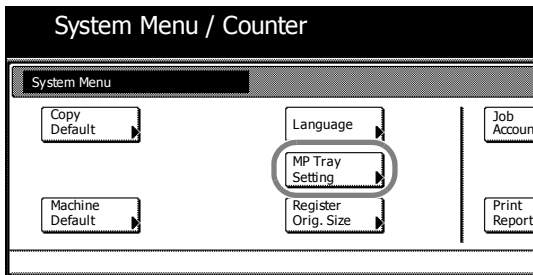 System Menu / Counter
System Menu
Copy
Default
Language
Job
Accoun
MP Tray
Setting
Machine
Default
Register
Orig. Size
Print
Report